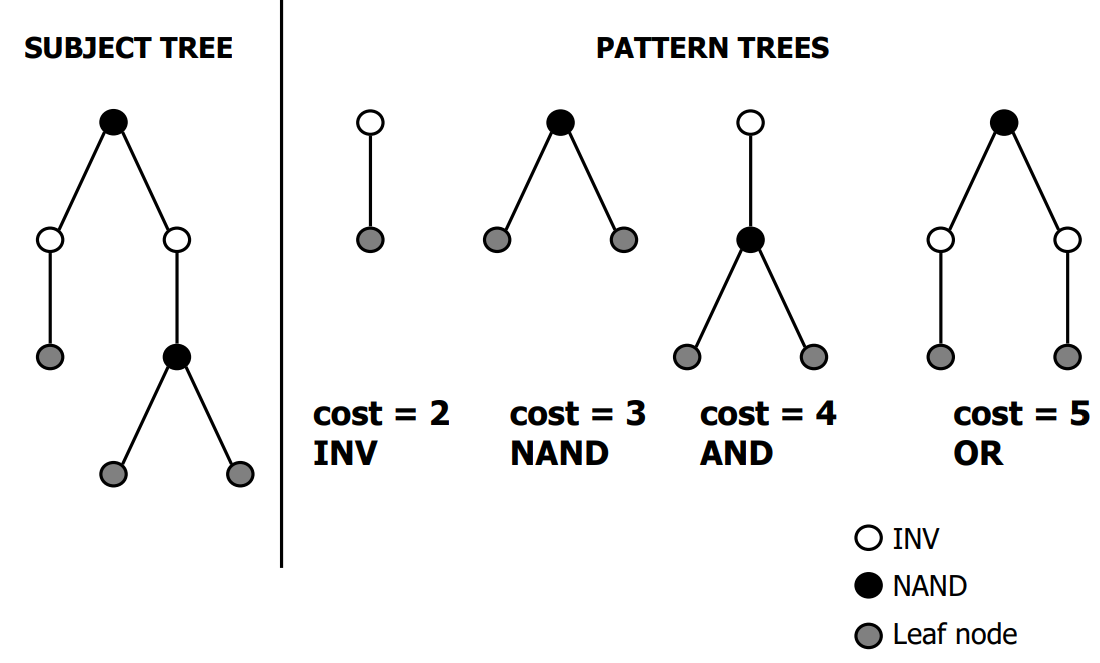 SUBJECT TREE
PATTERN TREES
cost = 2
INV
cost = 3
NAND
cost = 4
AND
cost = 5
OR
INV
NAND
Leaf node